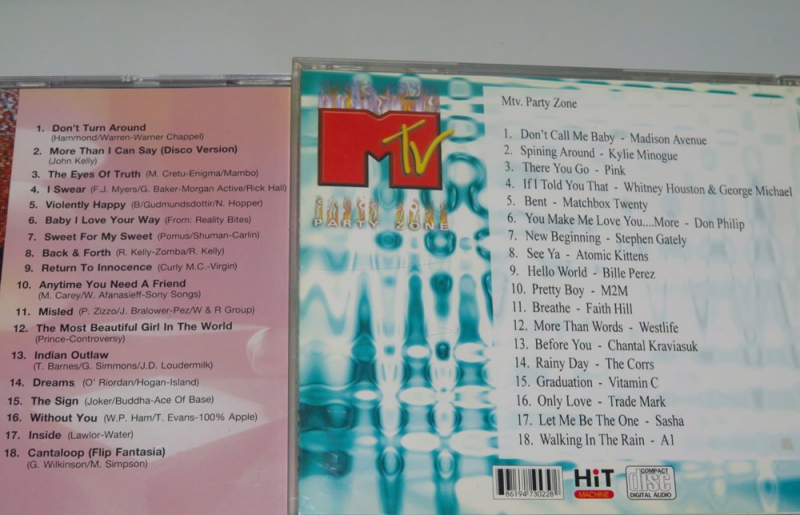 1. Don't Turn Around
(Hammond/Warren-Warner Chappel)
2. More Than I Can Say (Disco Version)
(John Kelly)
3. The Eyes Of Truth (M. Cretu-Enigma/Mambo)
4. I Swear (F.J. Myers/G. Baker-Morgan Active/Rick Hall)
5. Violently Happy (B/Gudmundsdottir/N. Hopper)
6. Baby I Love Your Way (From: Reality Bites)
7. Sweet For My Sweet (Pomus/Shuman-Carlin)
8. Back & Forth (R. Kelly-Zomba/R. Kelly)
9. Return To Innocence (Curly M.C.-Virgin)
10. Anytime You Need A Friend
(M. Carey/W. Afanasieff-Sony Songs)
11. Misled (P. Zizzo/J. Bralower-Pez/W & R Group)
12. The Most Beautiful Girl In The World
(Prince-Controversy)
13. Indian Outlaw
(T. Barnes/G. Simmons/J.D. Loudermilk)
14. Dreams (O' Riordan/Hogan-Island)
15. The Sign (Joker/Buddha-Ace Of Base)
16. Without You (W.P. Ham/T. Evans-100% Apple)
17. Inside (Lawlor-Water)
18. Cantaloop (Flip Fantasia)
(G. Wilkinson/M. Simpson)
MTV
PARTY ZONE
Mtv. Party Zone
1. Don't Call Me Baby - Madison Avenue
2. Spining Around - Kylie Minogue
3. There You Go - Pink
4. If I Told You That - Whitney Houston & George Michael
5. Bent - Matchbox Twenty
6. You Make Me Love You....More - Don Philip
7. New Beginning - Stephen Gately
8. See Ya - Atomic Kittens
9. Hello World - Bille Perez
10. Pretty Boy - M2M
11. Breathe - Faith Hill
12. More Than Words - Westlife
13. Before You - Chantal Kraviasuk
14. Rainy Day - The Corrs
15. Graduation - Vitamin C
16. Only Love - Trade Mark
17. Let Me Be The One - Sasha
18. Walking In The Rain - A1
86194 730228
HiT
MACHINE
COMPACT
disc
DIGITAL AUDIO